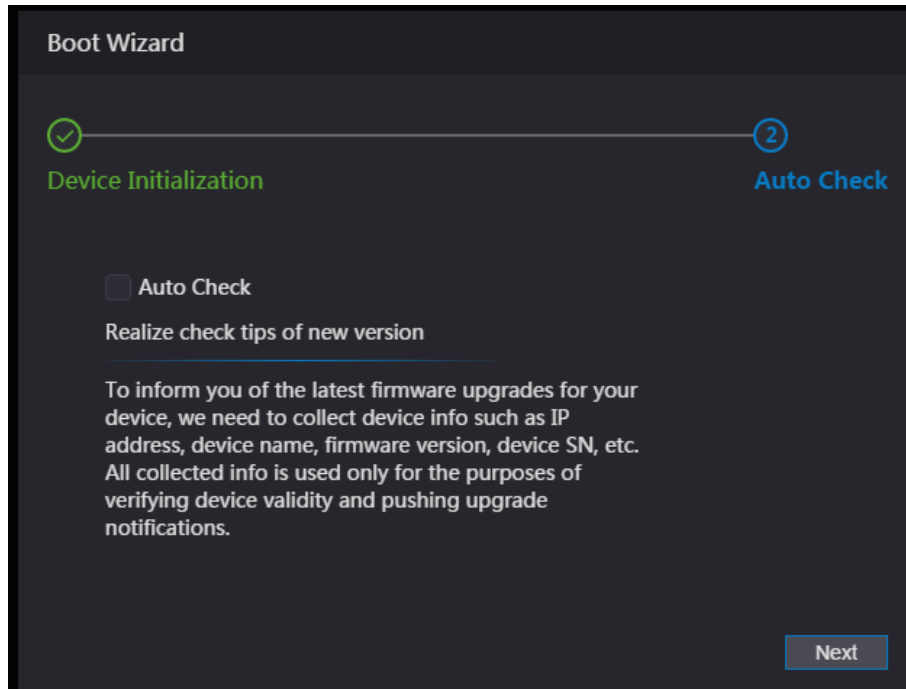 Boot Wizard
2
Device Initialization
Auto Check
Auto Check
Realize check tips of new version
To inform you of the latest firmware upgrades for your
device, we need to collect device info such as IP
address, device name, firmware version, device SN, etc.
All collected info is used only for the purposes of
verifying device validity and pushing upgrade
notifications.
Next